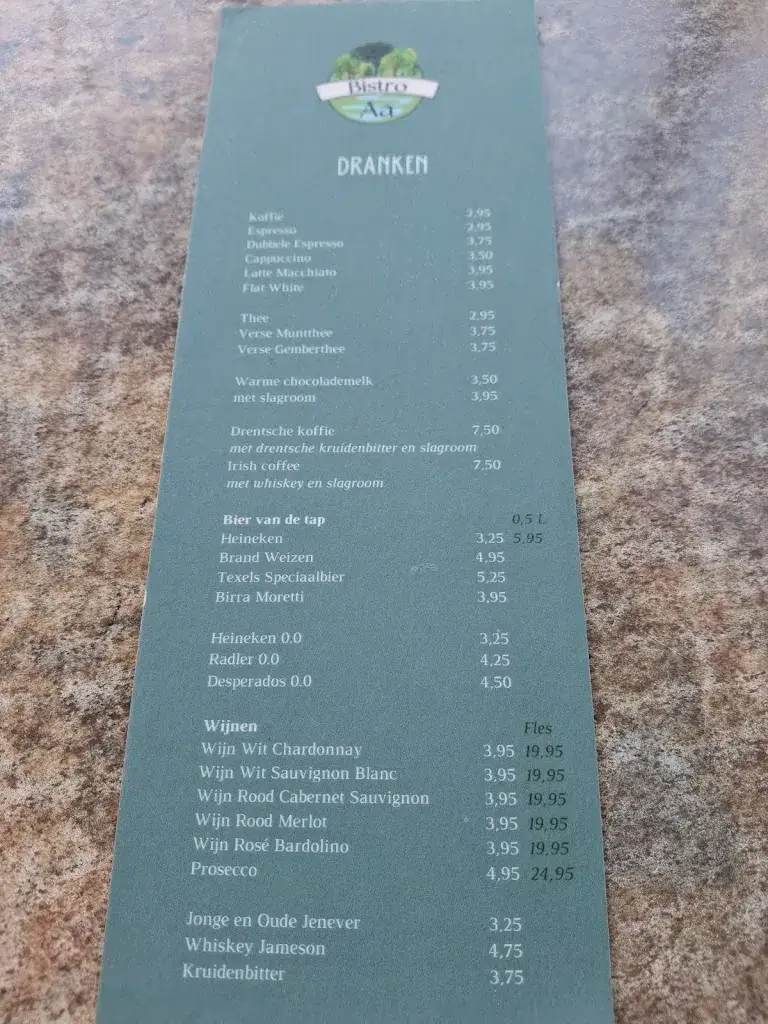 Bistro
Aa
DRANKEN
Koffie 2,95
Espresso 2,95
Dubbele Espresso 3,75
Cappuccino 3,50
Latte Macchiato 3,95
Flat White 3,95
Thee 2,95
Verse Muntthee 3,75
Verse Gemberthee 3,75
Warme chocolademelk 3,50
met slagroom 3,95
Drentsche koffie 7,50
met drentsche kruidenbitter en slagroom
Irish coffee 7,50
met whiskey en slagroom
Bier van de tap 0,5 L
Heineken 3,25 5,95
Brand Weizen 4,95
Texels Speciaalbier 5,25
Birra Moretti 3,95
Heineken 0.0 3,25
Radler 0.0 4,25
Desperados 0.0 4,50
Wijnen Fles
Wijn Wit Chardonnay 3,95 19,95
Wijn Wit Sauvignon Blanc 3,95 19,95
Wijn Rood Cabernet Sauvignon 3,95 19,95
Wijn Rood Merlot 3,95 19,95
Wijn Rosé Bardolino 3,95 19,95
Prosecco 4,95 24,95
Jonge en Oude Jenever 3,25
Whiskey Jameson 4,75
Kruidenbitter 3,75